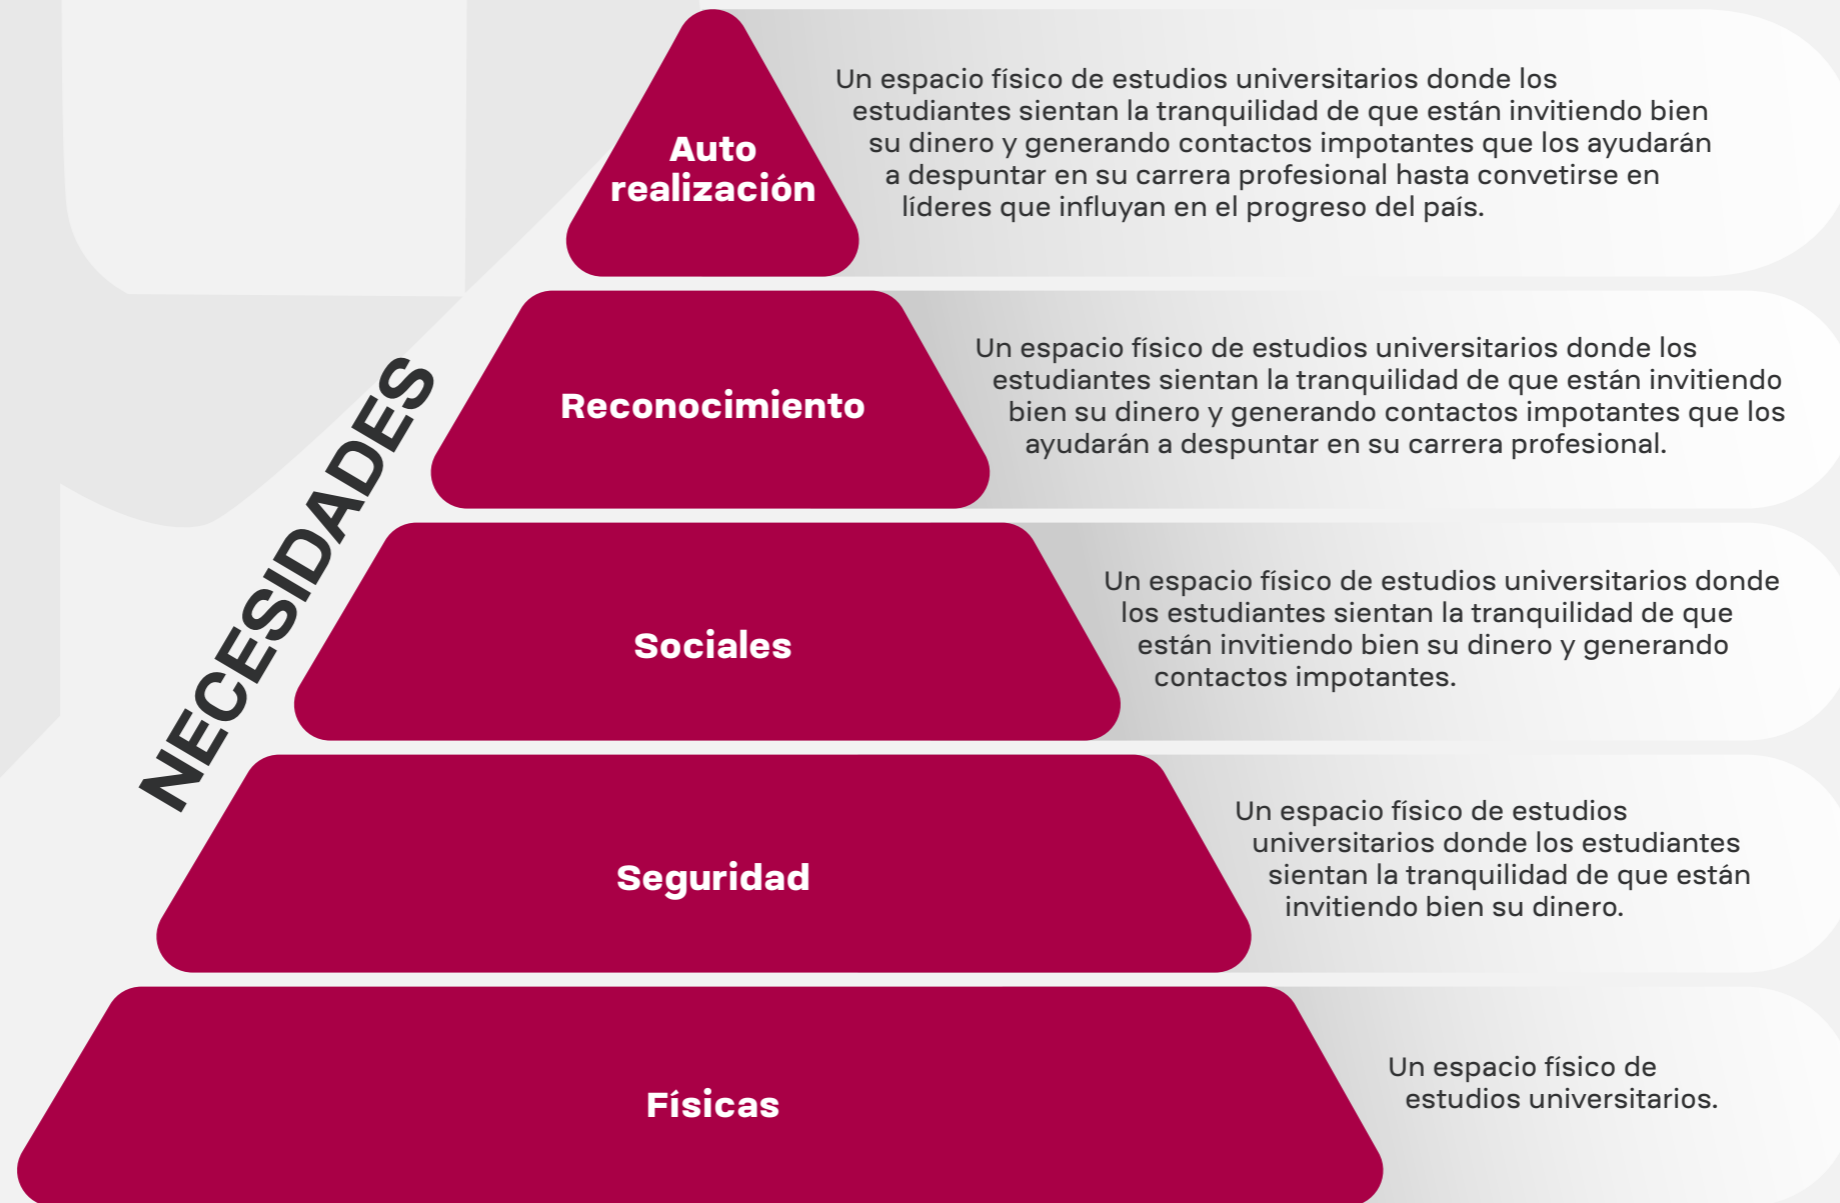 Auto
realización
Un espacio físico de estudios universitarios donde los
estudiantes sientan la tranquilidad de que están invitiendo bien
su dinero y generando contactos impotantes que los ayudarán
a despuntar en su carrera profesional hasta convetirse en
líderes que influyan en el progreso del país.
NECESIDADES
Reconocimiento
Un espacio físico de estudios universitarios donde los
estudiantes sientan la tranquilidad de que están invitiendo
bien su dinero y generando contactos impotantes que los
ayudarán a despuntar en su carrera profesional.
Sociales
Un espacio físico de estudios universitarios donde
los estudiantes sientan la tranquilidad de que
están invitiendo bien su dinero y generando
contactos impotantes.
Seguridad
Un espacio físico de estudios
universitarios donde los estudiantes
sientan la tranquilidad de que están
invitiendo bien su dinero.
Físicas
Un espacio físico de
estudios universitarios.